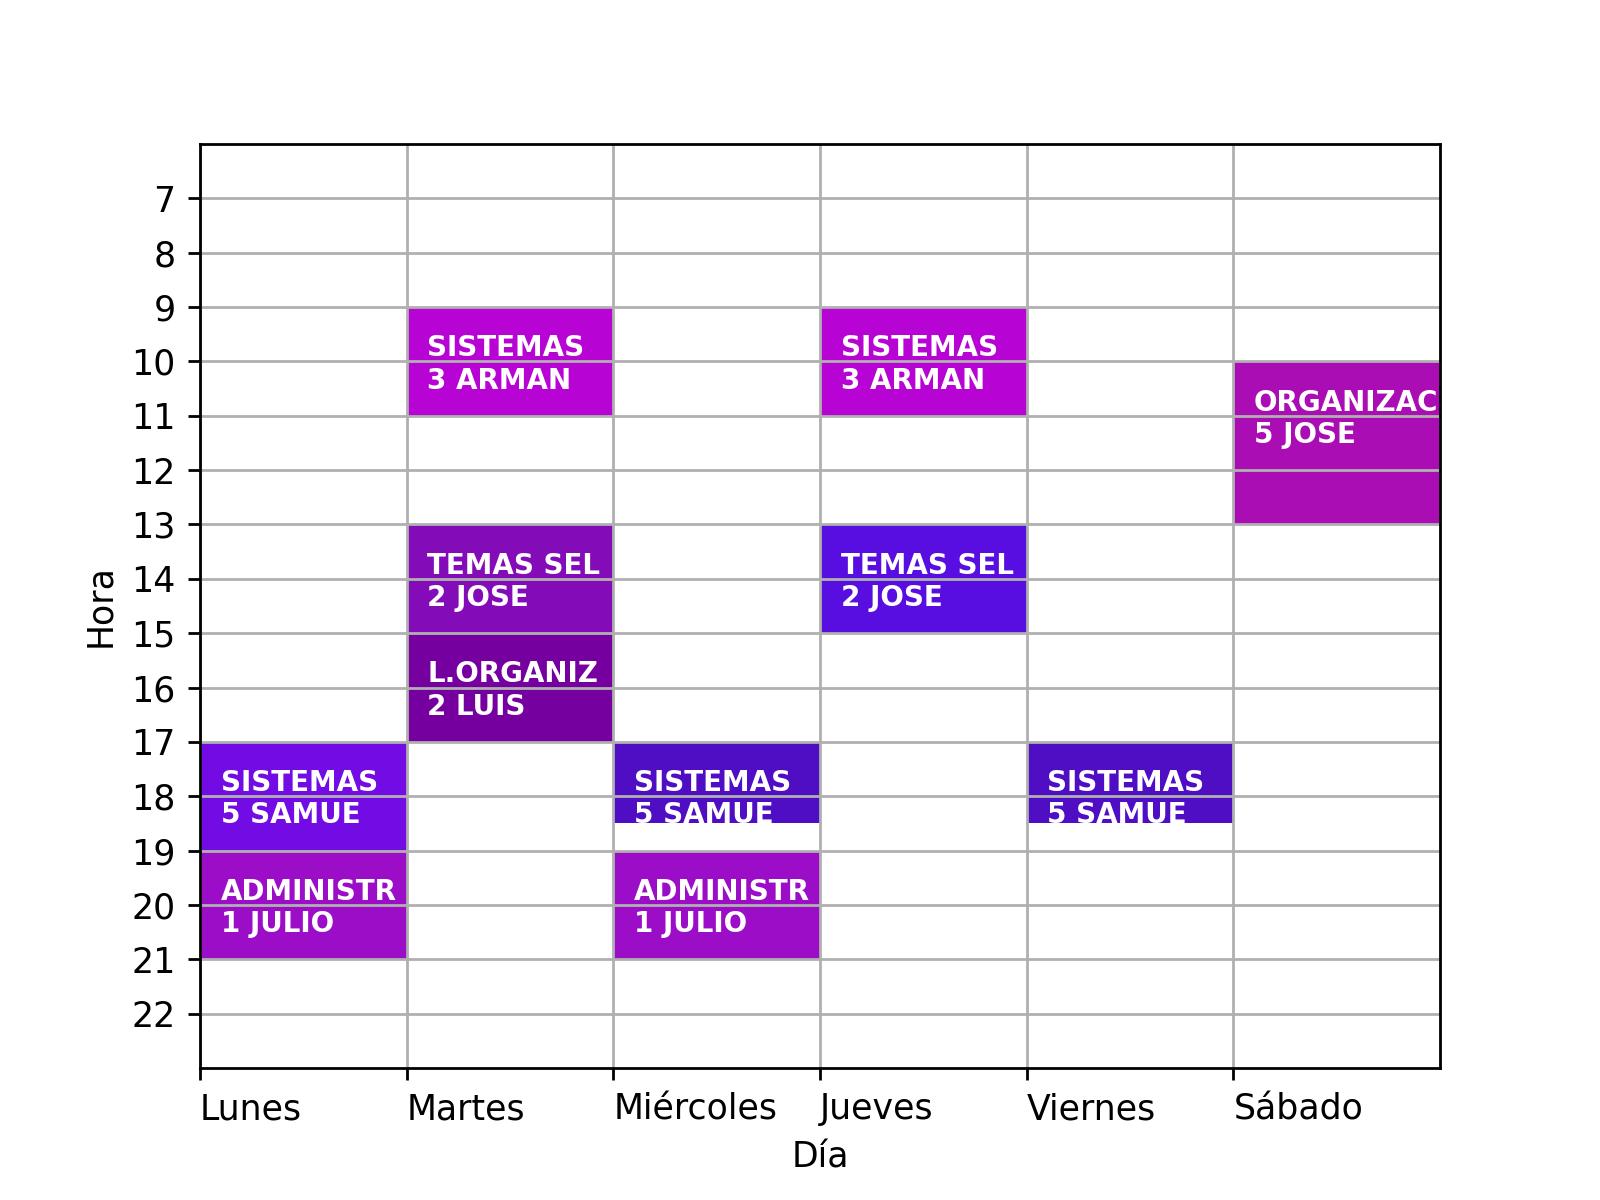 7
8
9
SISTEMAS
3 ARMAN
SISTEMAS
3 ARMAN
10
ORGANIZAC
5 JOSE
11
12
13
TEMAS SEL
2 JOSE
TEMAS SEL
2 JOSE
14
Hora
15
L.ORGANIZ
2 LUIS
16
17
SISTEMAS
5 SAMUE
SISTEMAS
5 SAMUE
SISTEMAS
5 SAMUE
18
19
ADMINISTR
1 JULIO
ADMINISTR
1 JULIO
20
21
22
Lunes
Martes
Miércoles
Jueves
Viernes
Sábado
Día